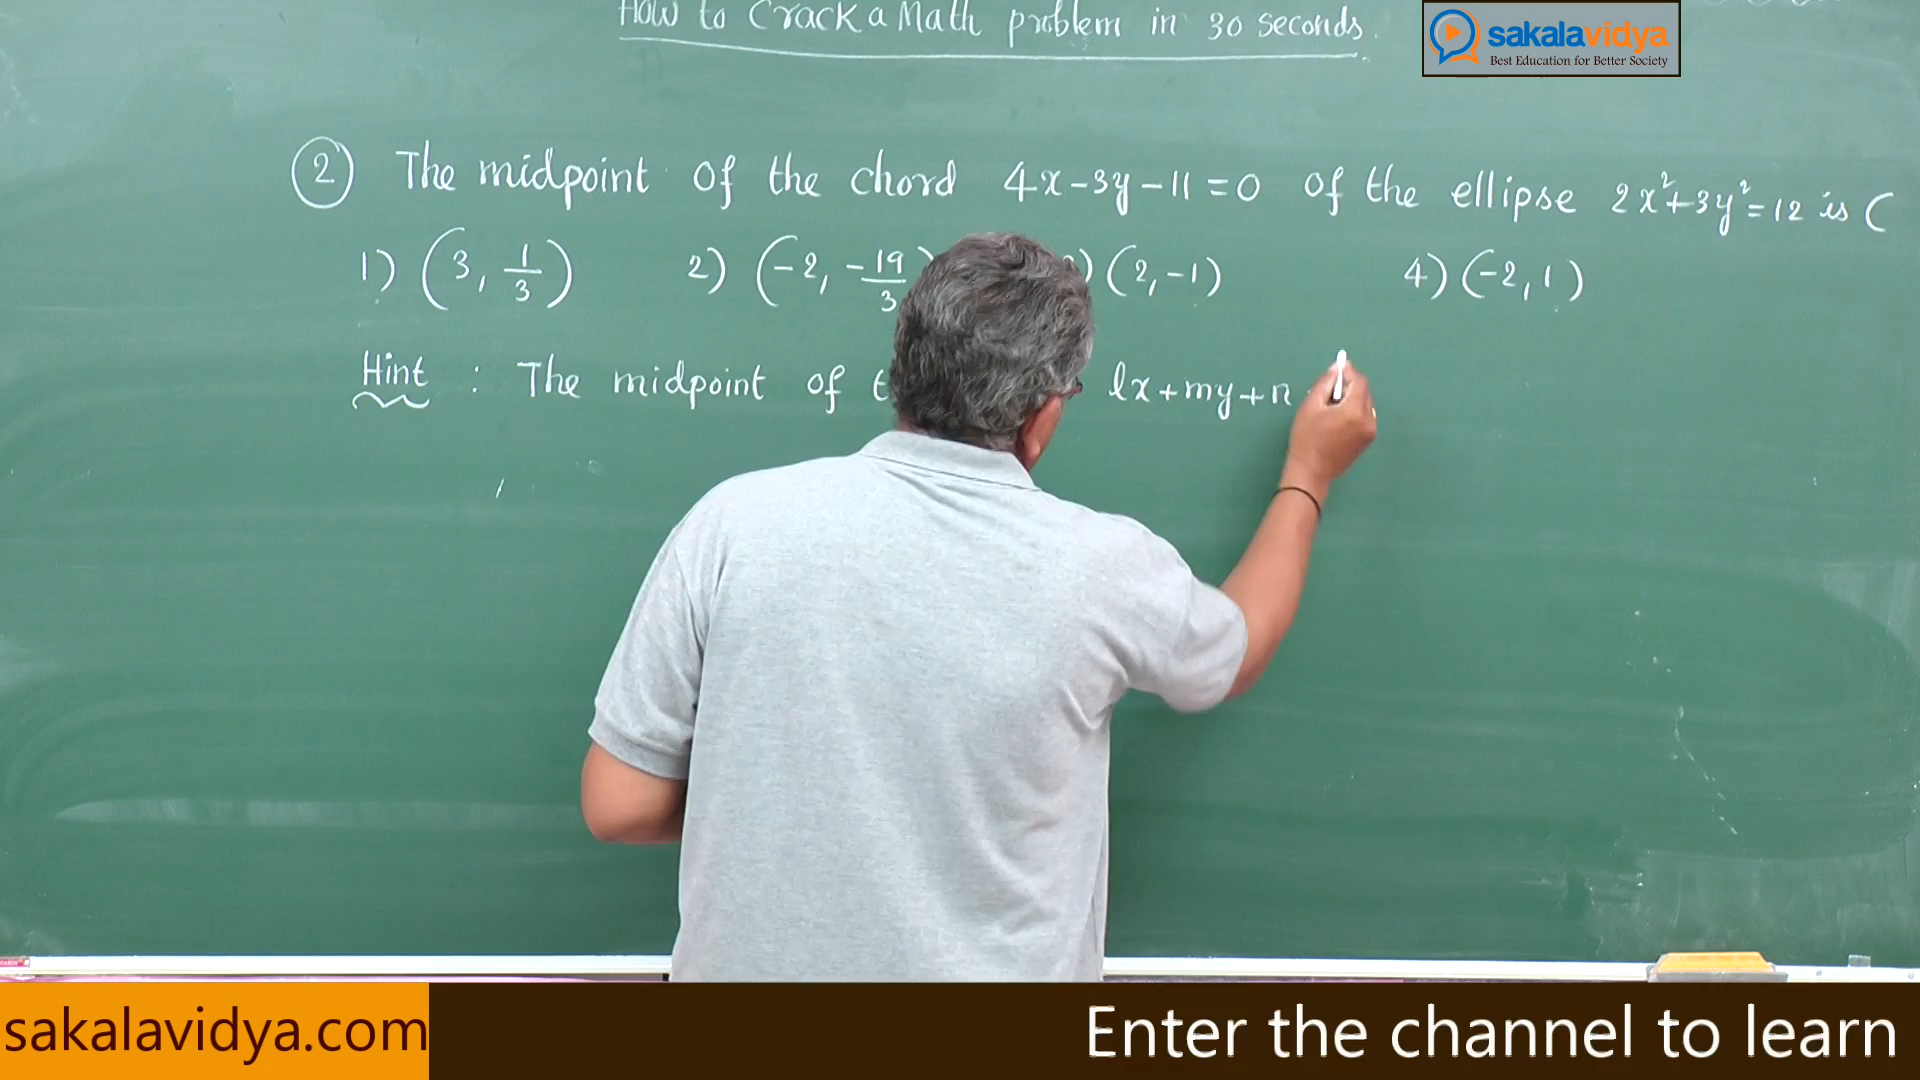 How to Crack a Math problem in 30 seconds.
sakalavidya
Best Education for Better Society
2 The midpoint of the chord 4x-3y-11=0 of the ellipse 2x²+3y²=12 is (
1) (3, 1/3) 2) (-2, -19/3) (2,-1) 4) (-2,1)
Hint : The midpoint of lx+my+n
sakalavidya.com
Enter the channel to learn